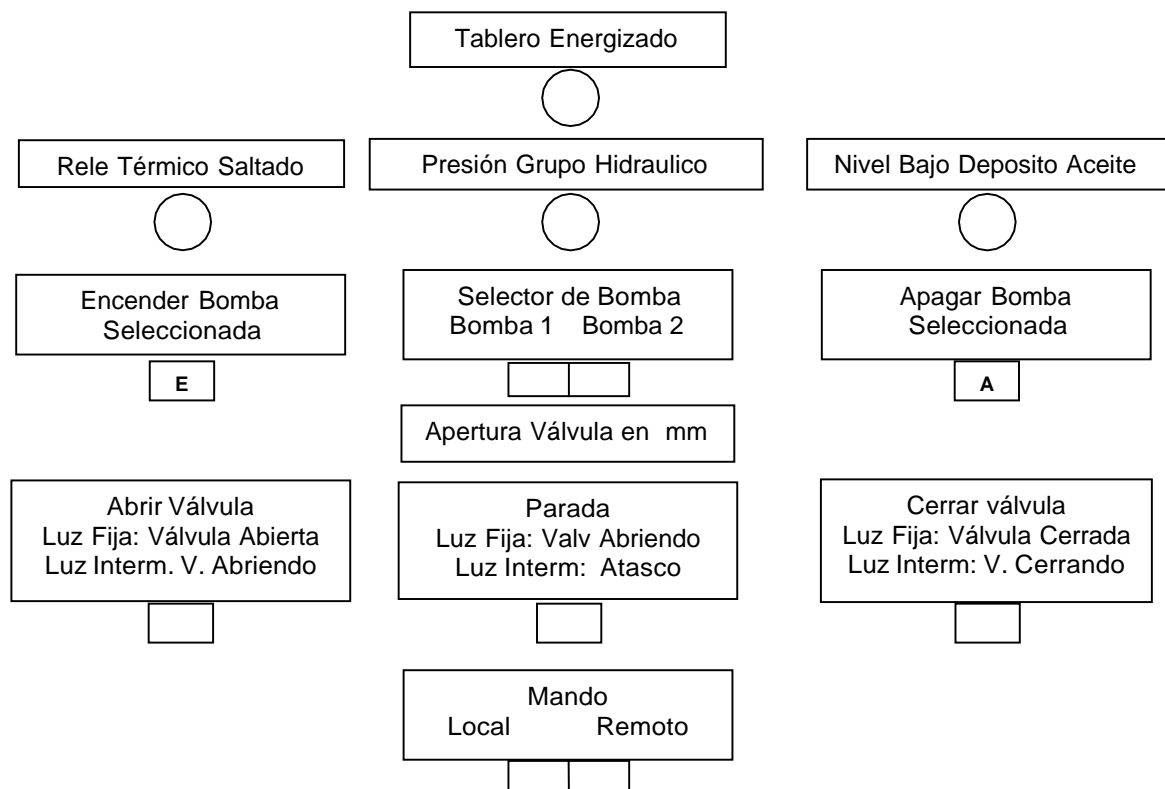 Tablero Energizado
Rele Térmico Saltado
Presión Grupo Hidraulico
Nivel Bajo Deposito Aceite
Encender Bomba
Seleccionada
E
Selector de Bomba
Bomba 1 Bomba 2
Apagar Bomba
Seleccionada
A
Apertura Válvula en mm
Abrir Válvula
Luz Fija: Válvula Abierta
Luz Interm. V. Abriendo
Parada
Luz Fija: Valv Abriendo
Luz Interm: Atasco
Cerrar válvula
Luz Fija: Válvula Cerrada
Luz Interm: V. Cerrando
Mando
Local Remoto